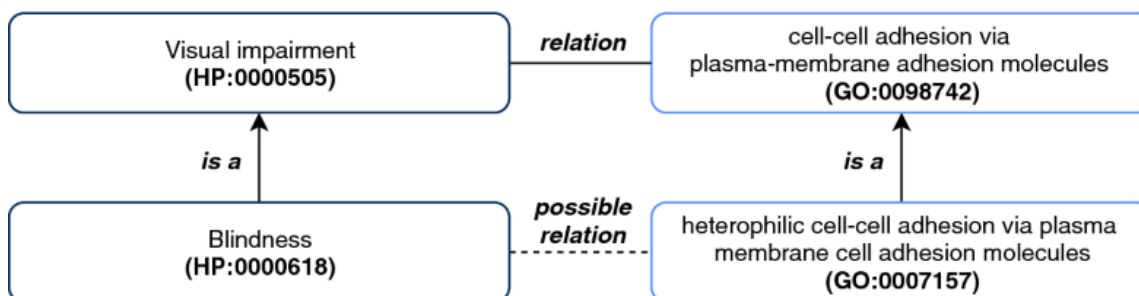 Visual impairment
(HP:0000505)
relation
cell-cell adhesion via
plasma-membrane adhesion molecules
(GO:0098742)
is a
is a
Blindness
(HP:0000618)
possible
relation
heterophilic cell-cell adhesion via plasma
membrane cell adhesion molecules
(GO:0007157)